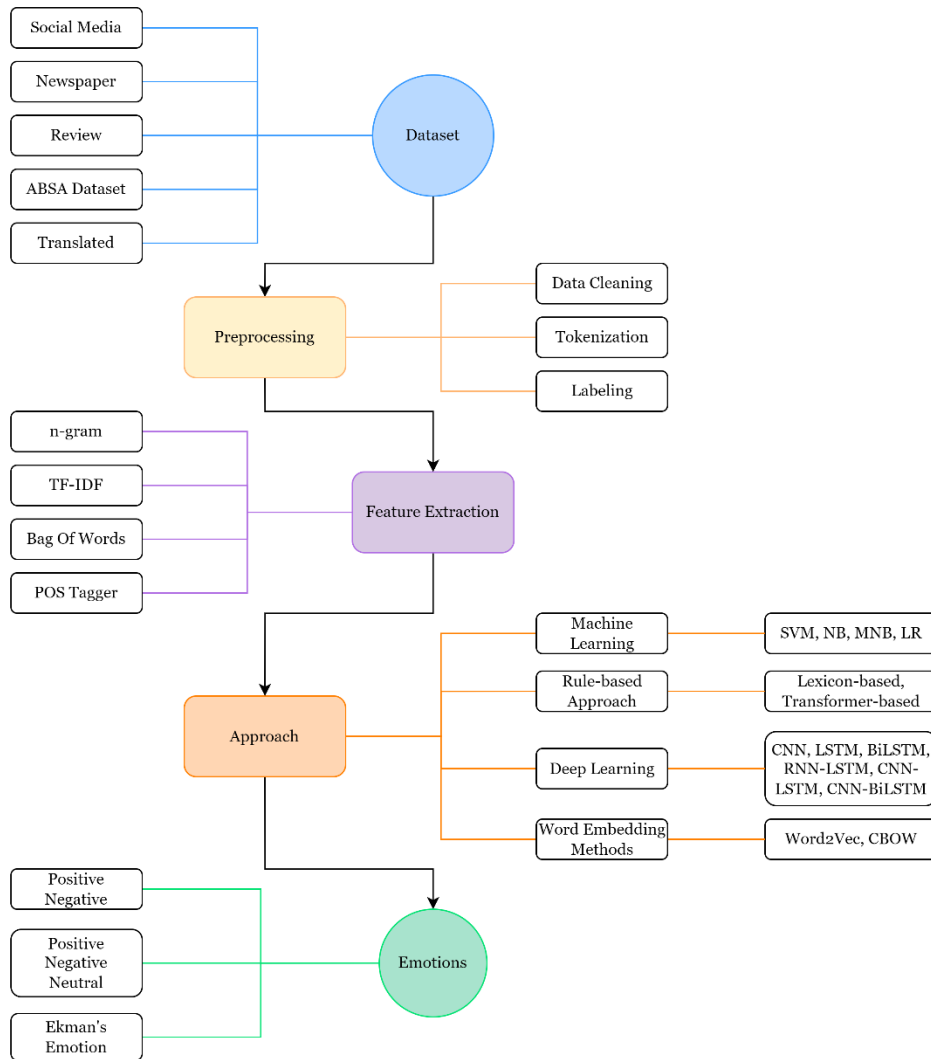 Social Media
Newspaper
Review
ABSA Dataset
Translated
Dataset
Preprocessing
Data Cleaning
Tokenization
Labeling
n-gram
TF-IDF
Bag Of Words
POS Tagger
Feature Extraction
Approach
Machine
Learning
SVM, NB, MNB, LR
Rule-based
Approach
Lexicon-based,
Transformer-based
Deep Learning
CNN, LSTM, BiLSTM,
RNN-LSTM, CNN-
LSTM, CNN-BiLSTM
Word Embedding
Methods
Word2Vec, CBOW
Positive
Negative
Positive
Negative
Neutral
Ekman's
Emotion
Emotions